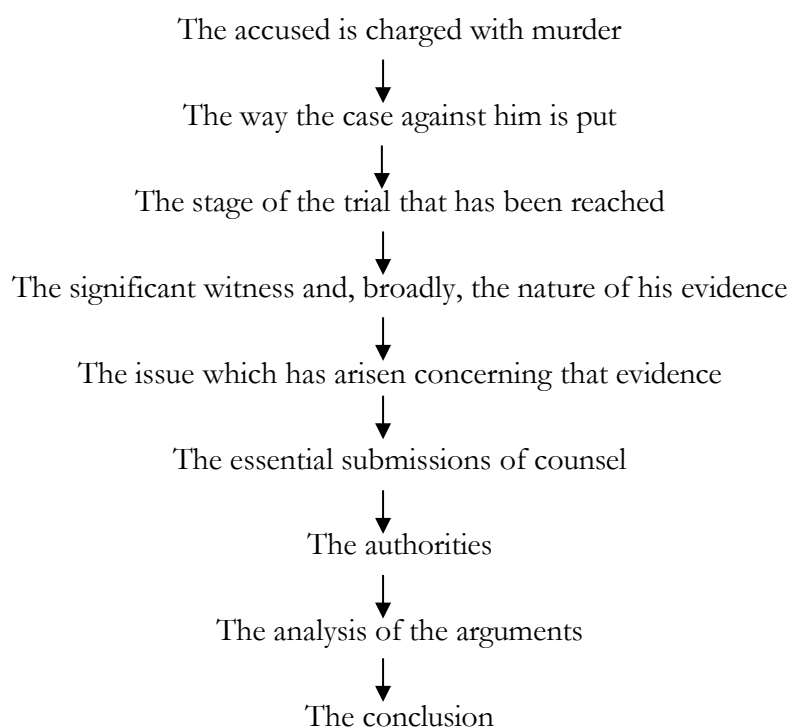 The accused is charged with murder
The way the case against him is put
The stage of the trial that has been reached
The significant witness and, broadly, the nature of his evidence
The issue which has arisen concerning that evidence
The essential submissions of counsel
The authorities
The analysis of the arguments
The conclusion